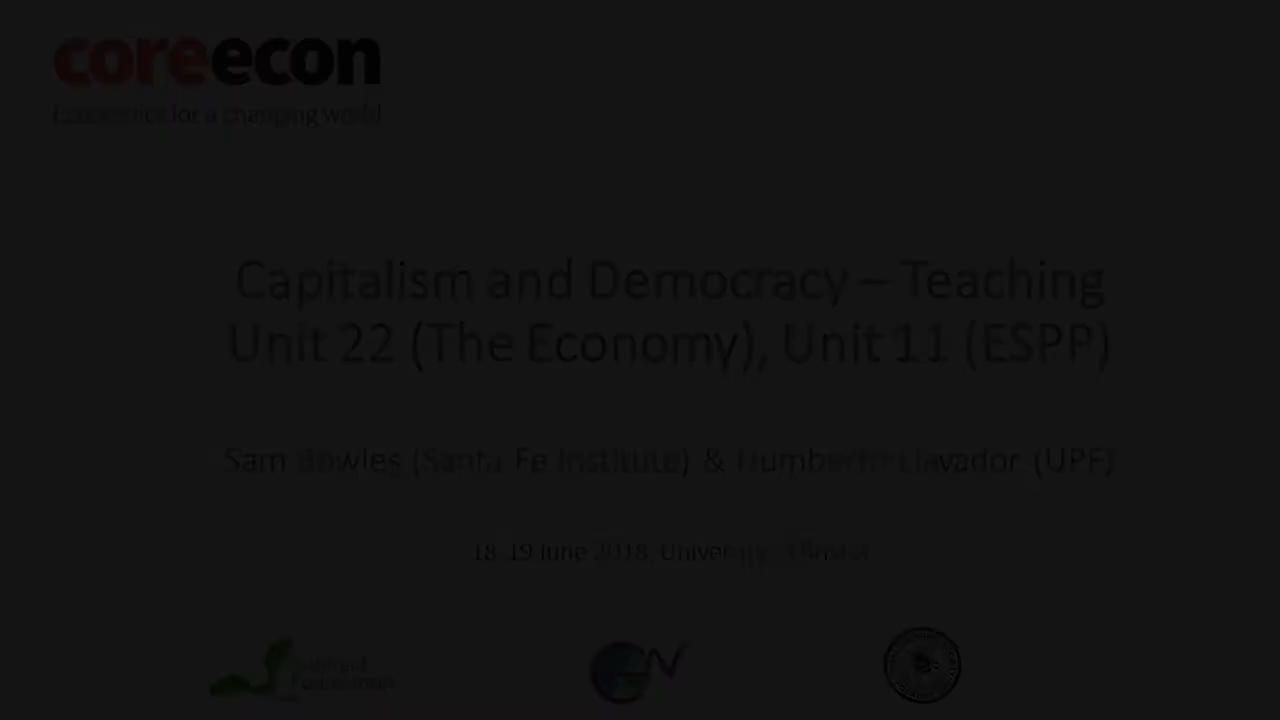 coreecon
Economics for a changing world
Capitalism and Democracy – Teaching
Unit 22 (The Economy), Unit 11 (ESPP)
Sam Bowles (Santa Fe Institute) & Humberto Llavador (UPF)
18-19 June 2018, University